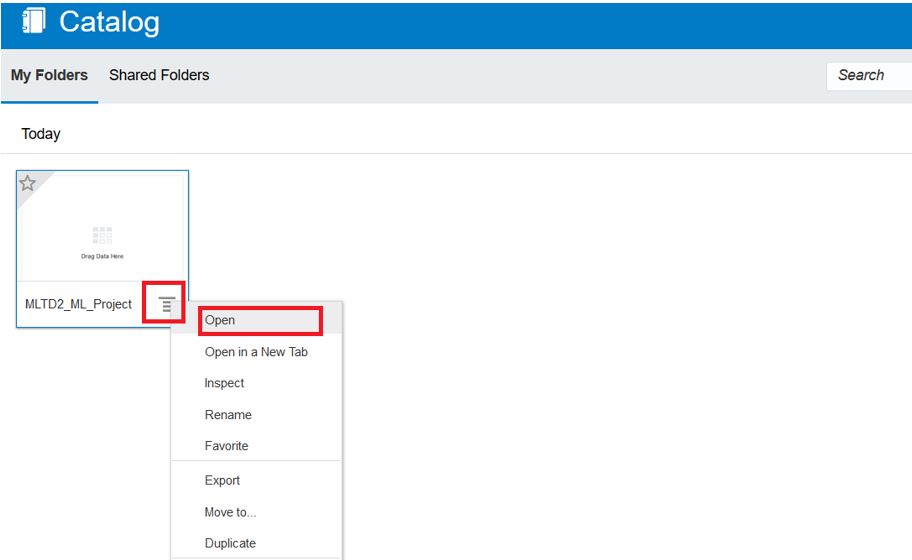 Catalog
My Folders Shared Folders Search
Today
Drag Data Here
MLTD2_ML_Project
Open
Open in a New Tab
Inspect
Rename
Favorite
Export
Move to...
Duplicate